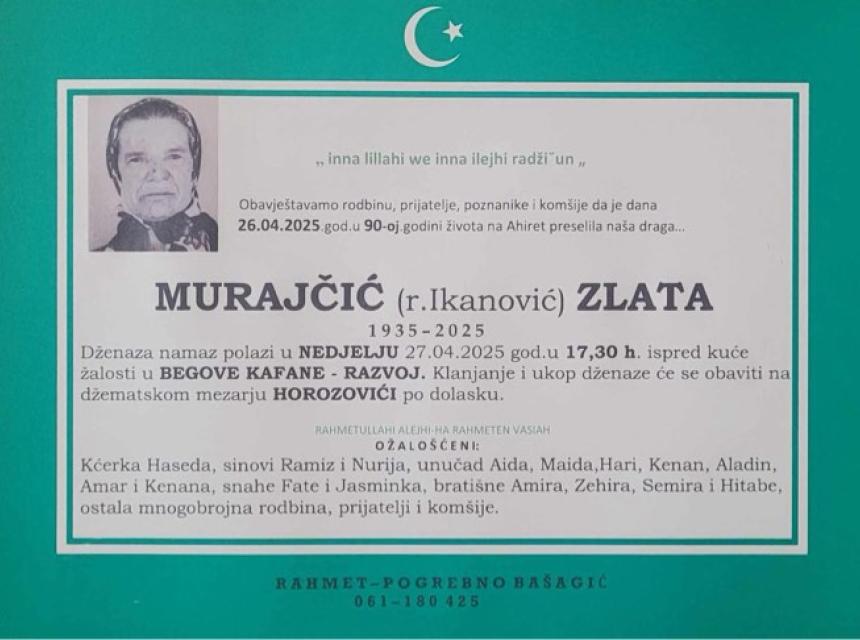 „ inna lillahi we inna ilejhi radži˝un „
Obavještavamo rodbinu, prijatelje, poznanike i komšije da je dana
26.04.2025.god.u 90-oj.godini života na Ahiret preselila naša draga...
MURAJČIĆ (r.Ikanović) ZLATA
1935-2025
Dženaza namaz polazi u NEDJELJU 27.04.2025 god.u 17,30 h. ispred kuće
žalosti u BEGOVE KAFANE - RAZVOJ. Klanjanje i ukop dženaze će se obaviti na
džematskom mezarju HOROZOVIĆI po dolasku.
RAHMETULLAHI ALEJHI-HA RAHMETEN VASIAH
OŽALOŠĆENI:
Kćerka Haseda, sinovi Ramiz i Nurija, unučad Aida, Maida,Hari, Kenan, Aladin,
Amar i Kenana, snahe Fate i Jasminka, bratišne Amira, Zehira, Semira i Hitabe,
ostala mnogobrojna rodbina, prijatelji i komšije.
RAHMET-POGREBNO BAŠAGIĆ
061-180 425